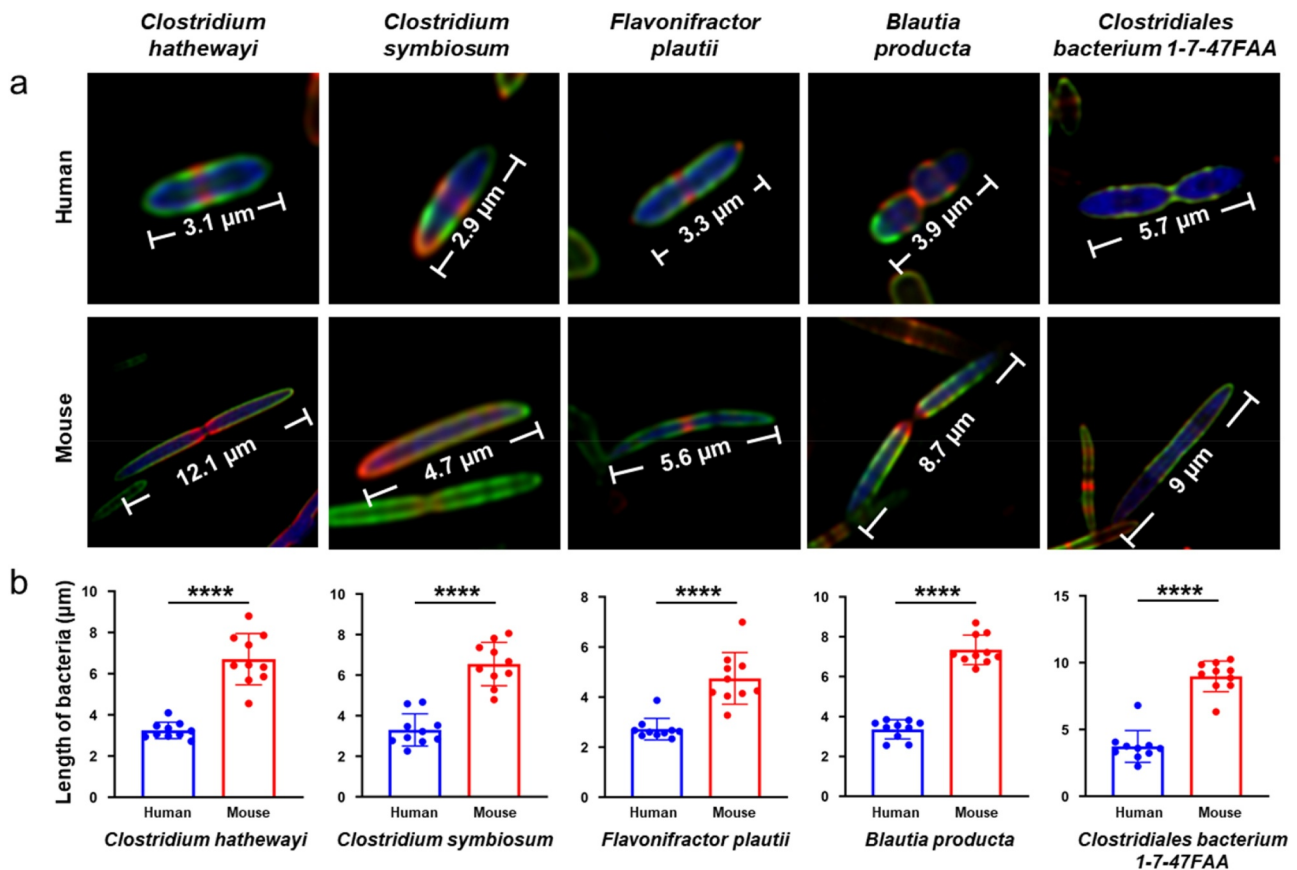 Clostridium
hathewayi
Clostridium
symbiosum
Flavonifractor
plautii
Blautia
producta
Clostridiales
bacterium 1-7-47FAA
a
Human
3.1 µm
2.9 µm
3.3 µm
3.9 µm
5.7 µm
Mouse
12.1 µm
4.7 µm
5.6 µm
8.7 µm
9 µm
b
Length of bacteria (µm)
10
8
6
4
2
0
****
Human Mouse
Clostridium hathewayi
10
8
6
4
2
0
****
Human Mouse
Clostridium symbiosum
8
6
4
2
0
****
Human Mouse
Flavonifractor plautii
10
8
6
4
2
0
****
Human Mouse
Blautia producta
15
10
5
0
****
Human Mouse
Clostridiales bacterium
1-7-47FAA